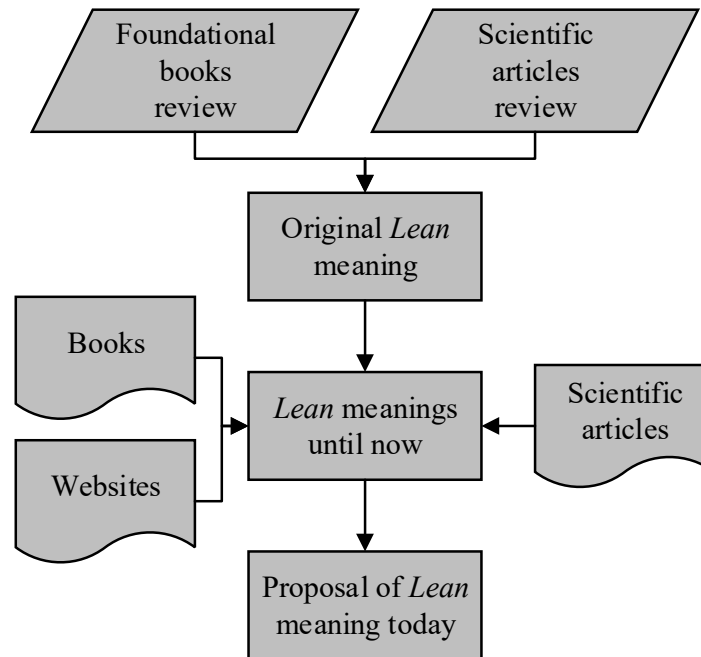 Foundational
books
review
Scientific
articles
review
Original Lean
meaning
Books
Lean meanings
until now
Scientific
articles
Websites
Proposal of Lean
meaning today